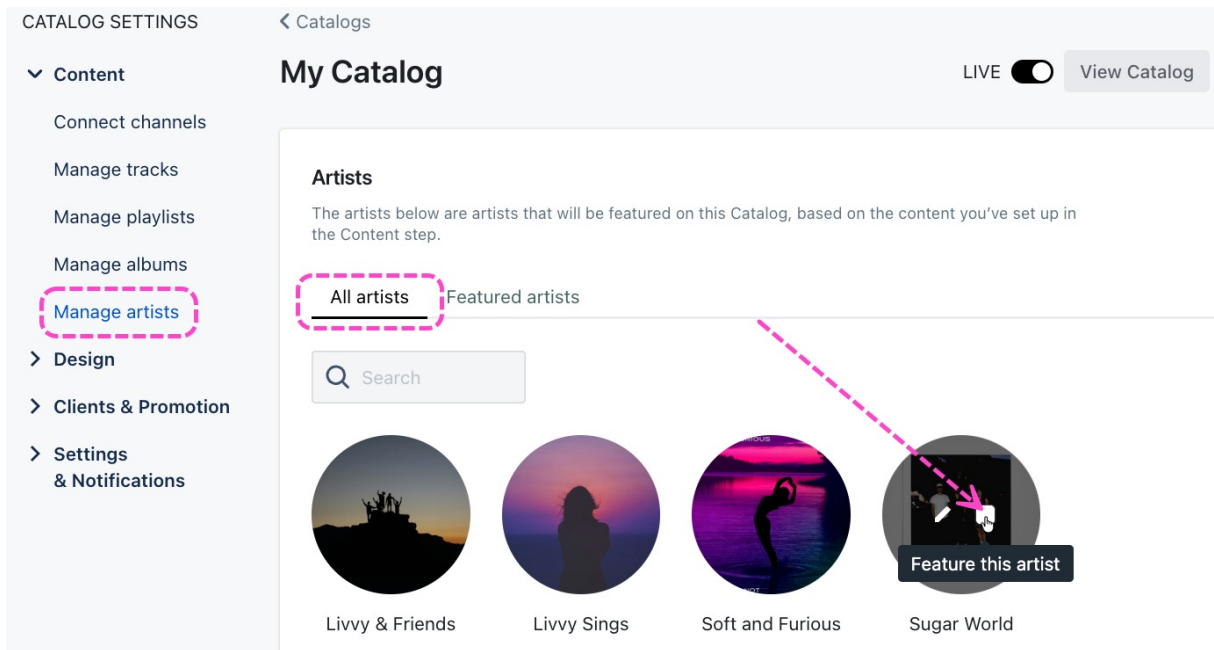 CATALOG SETTINGS
Content
Connect channels
Manage tracks
Manage playlists
Manage albums
Manage artists
Design
Clients & Promotion
Settings
& Notifications
Catalogs
My Catalog
LIVE
View Catalog
Artists
The artists below are artists that will be featured on this Catalog, based on the content you’ve set up in
the Content step.
All artists
Featured artists
Search
Feature this artist
Livvy & Friends
Livvy Sings
Soft and Furious
Sugar World